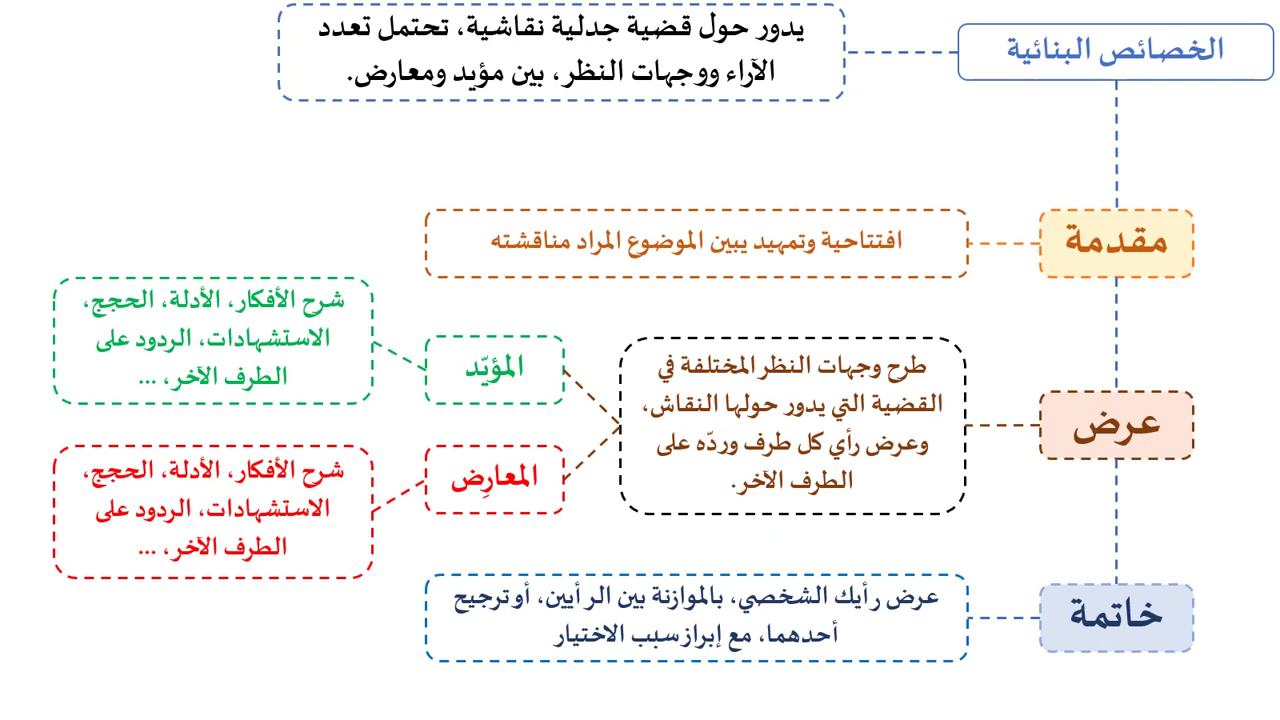 الخصائص البنائية
يدور حول قضية جدلية نقاشية، تحتمل تعدد
الآراء ووجهات النظر، بين مؤيد ومعارض.
مقدمة
افتتاحية وتمهيد يبين الموضوع المراد مناقشته
عرض
طرح وجهات النظر المختلفة في
القضية التي يدور حولها النقاش،
وعرض رأي كل طرف وردّه على
الطرف الآخر.
المؤيّد
شرح الأفكار، الأدلة، الحجج،
الاستشهادات، الردود على
الطرف الآخر، ...
المعارِض
شرح الأفكار، الأدلة، الحجج،
الاستشهادات، الردود على
الطرف الآخر، ...
خاتمة
عرض رأيك الشخصي، بالموازنة بين الرأيين، أو ترجيح
أحدهما، مع إبراز سبب الاختيار